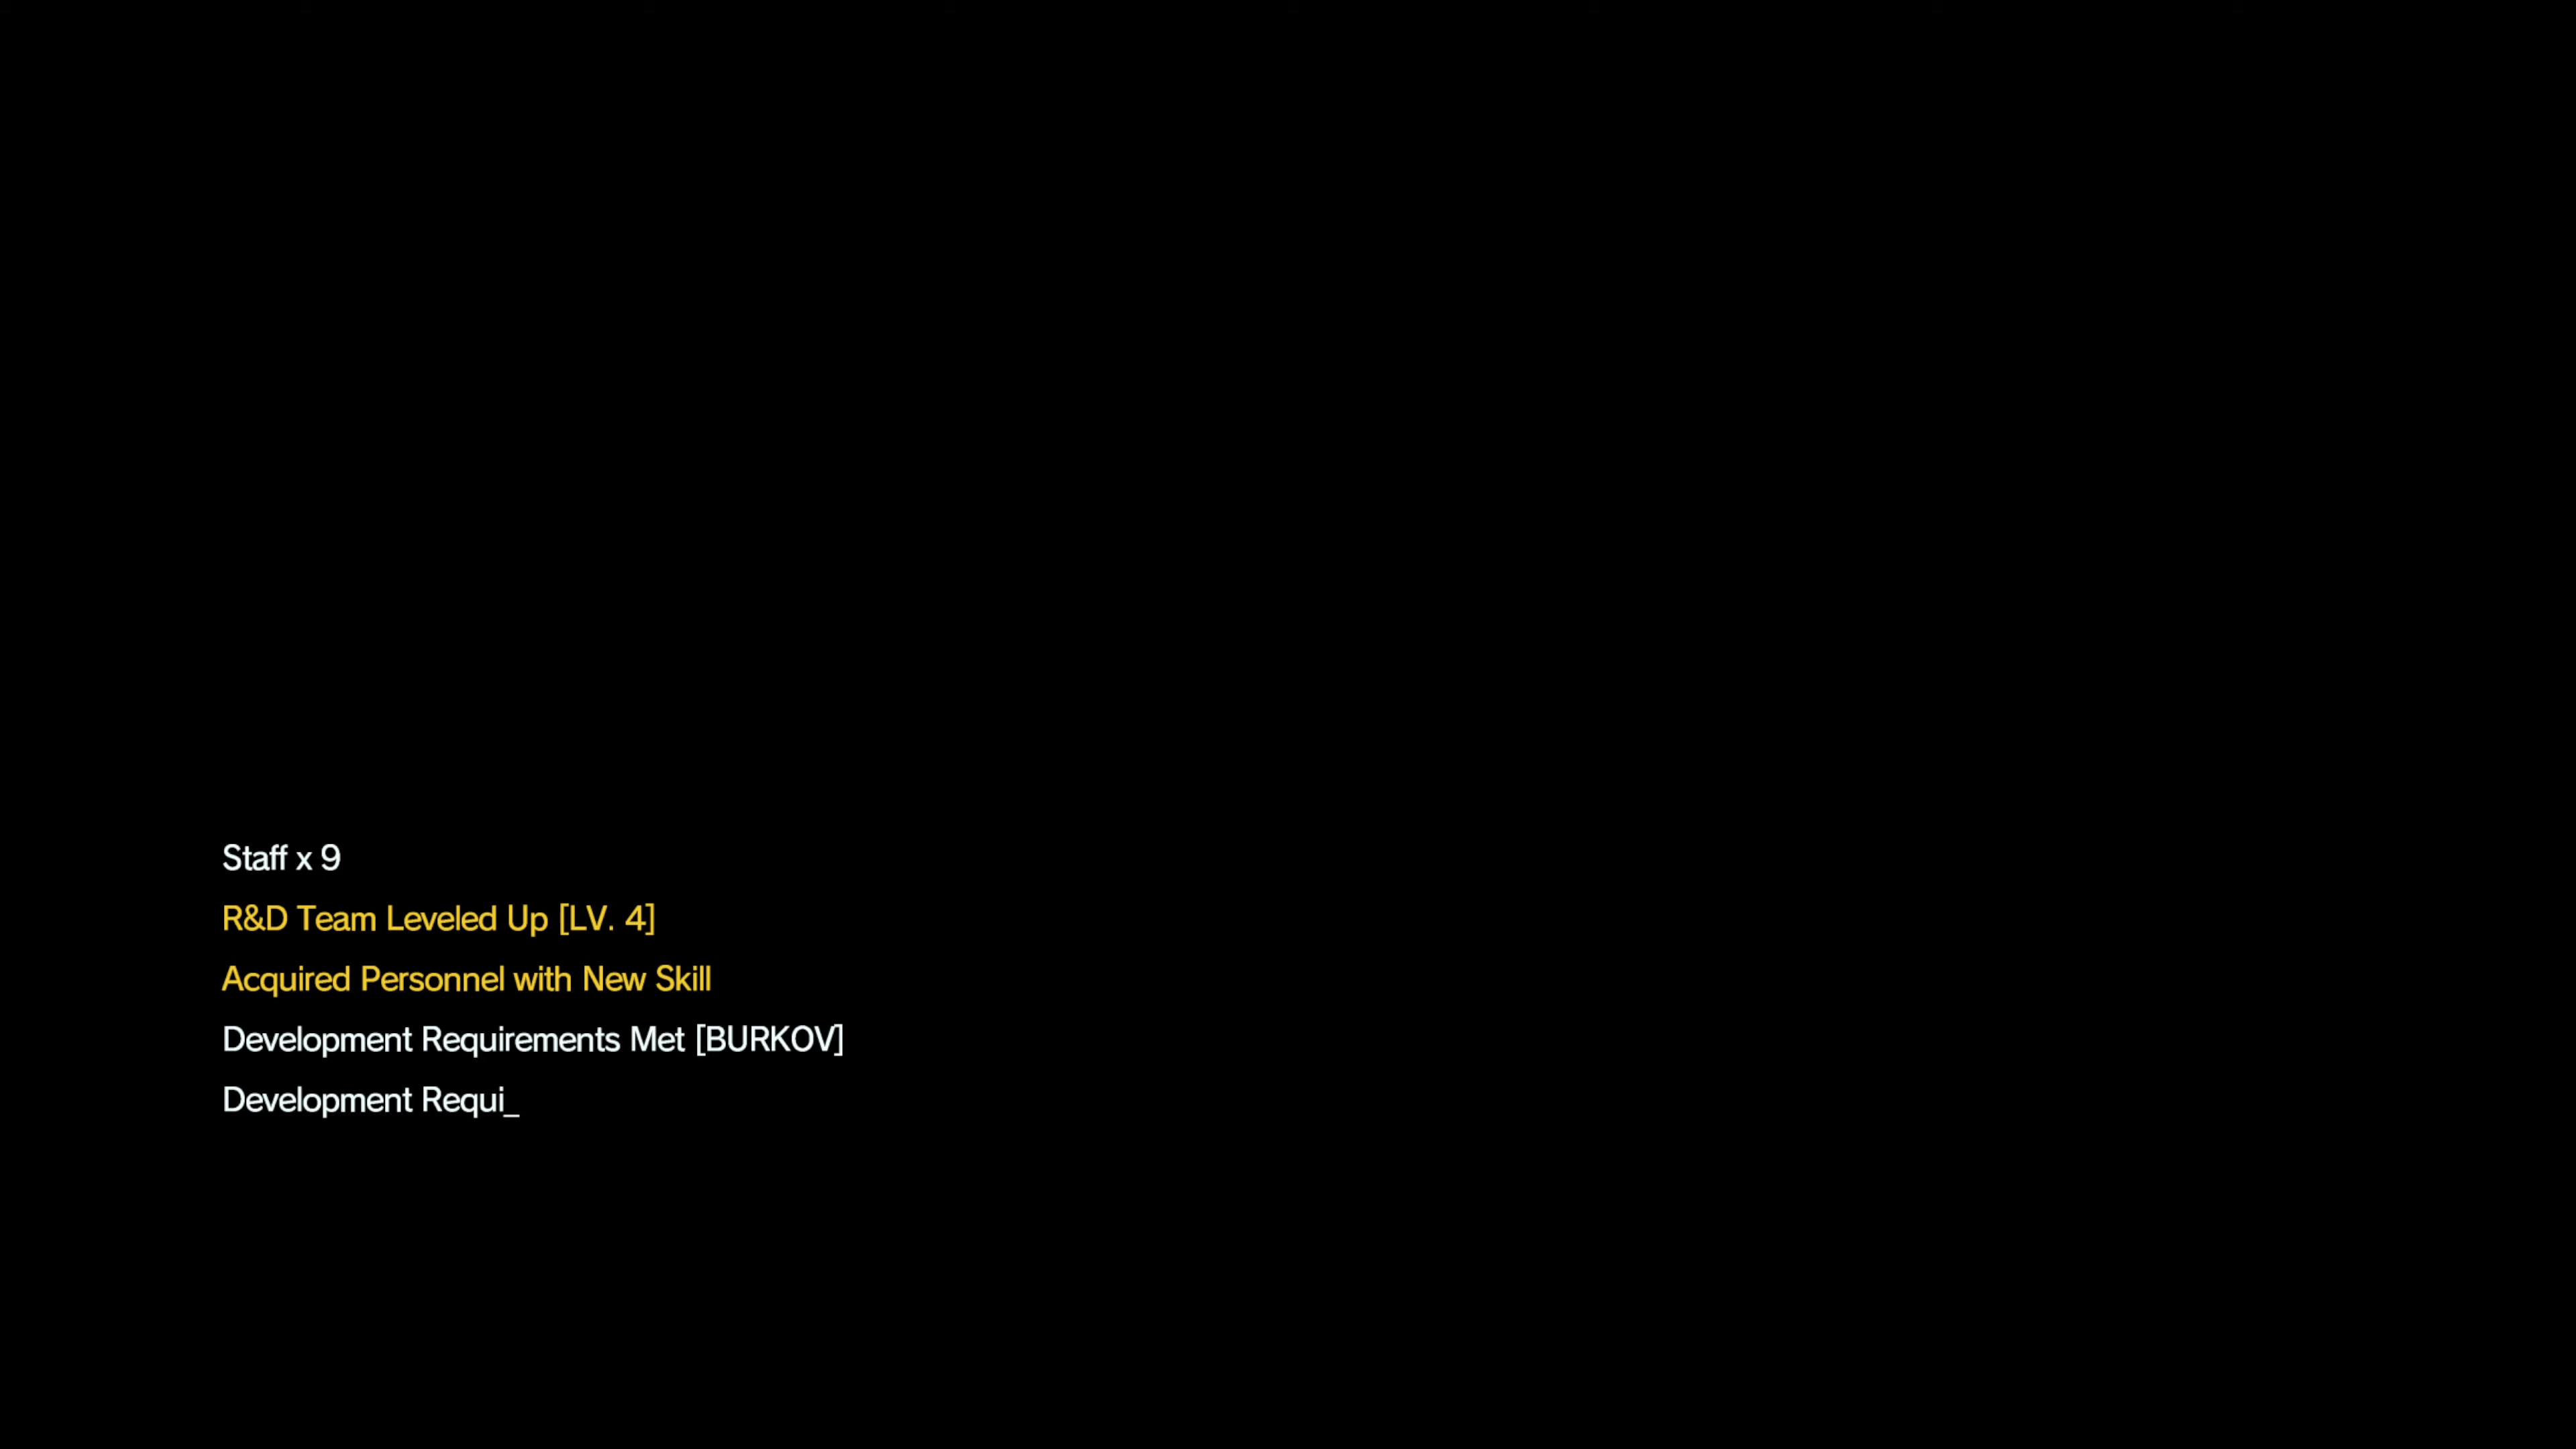 Staff x 9
R&D Team Leveled Up [LV. 4]
Acquired Personnel with New Skill
Development Requirements Met [BURKOV]
Development Requi_